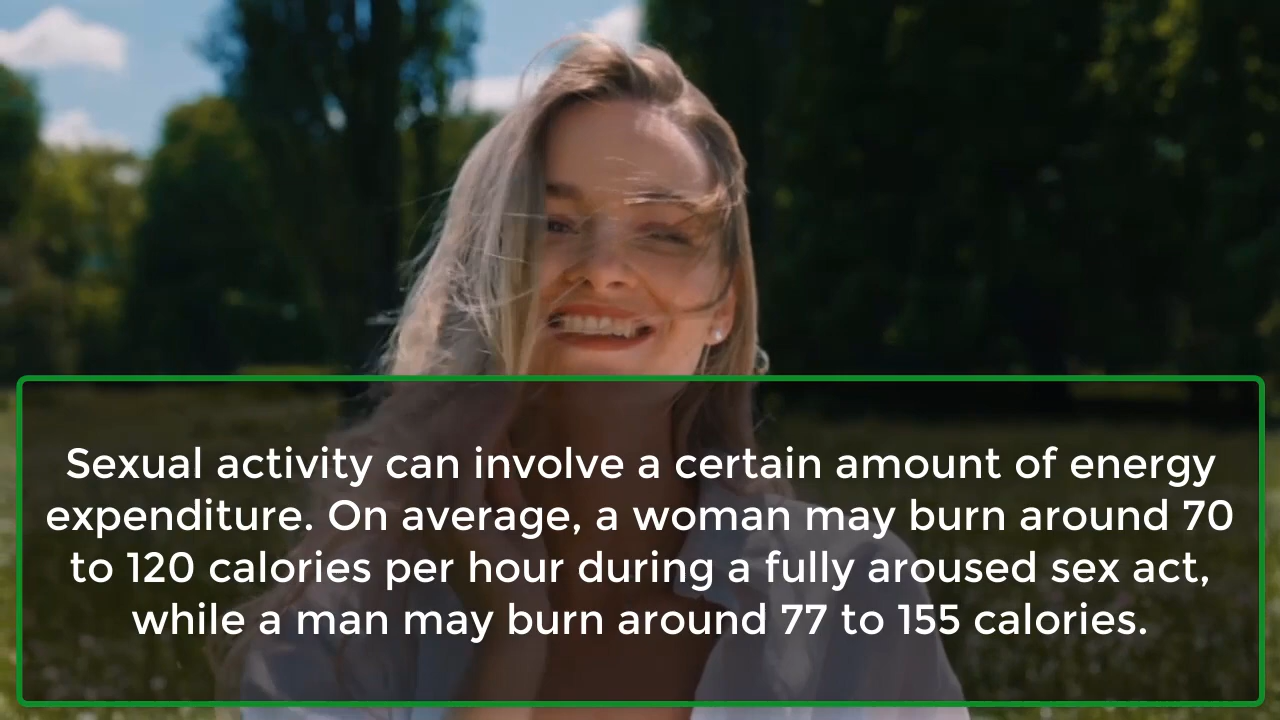 Sexual activity can involve a certain amount of energy
expenditure. On average, a woman may burn around 70
to 120 calories per hour during a fully aroused sex act,
while a man may burn around 77 to 155 calories.